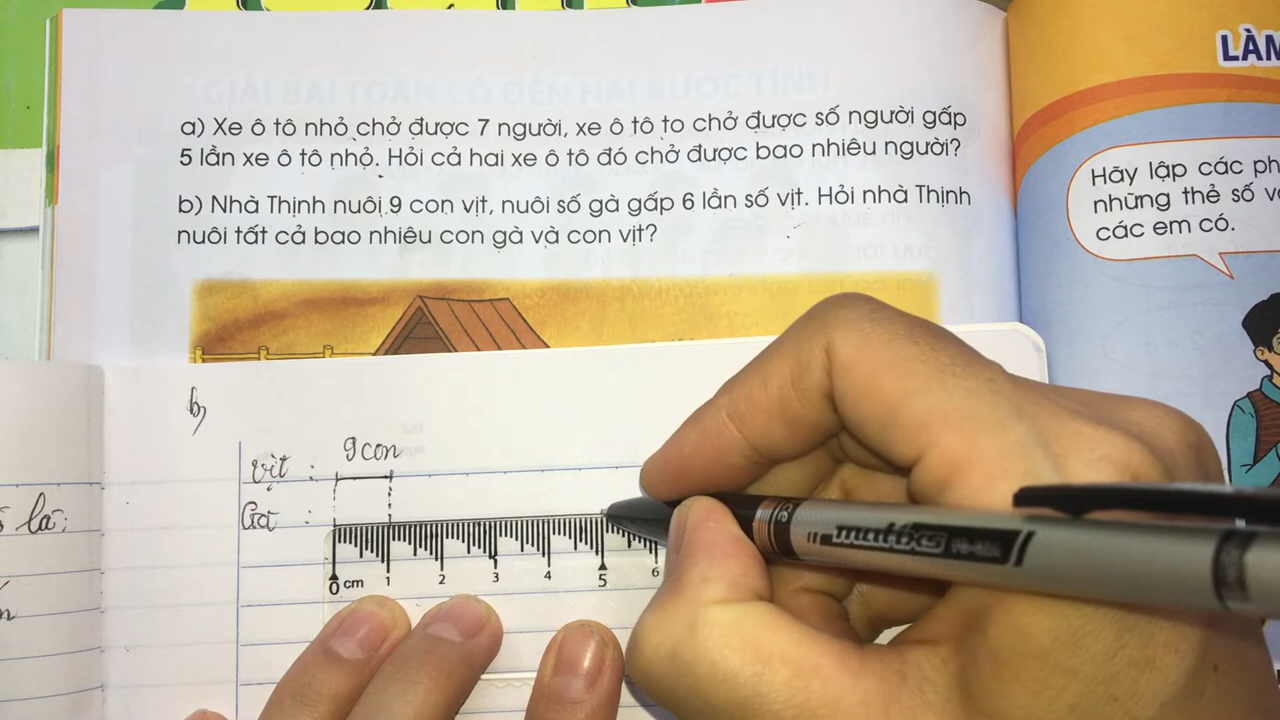 a) Xe ô tô nhỏ chở được 7 người, xe ô tô to chở được số người gấp
5 lần xe ô tô nhỏ. Hỏi cả hai xe ô tô đó chở được bao nhiêu người?
b) Nhà Thịnh nuôi 9 con vịt, nuôi số gà gấp 6 lần số vịt. Hỏi nhà Thịnh
nuôi tất cả bao nhiêu con gà và con vịt?
LÀM
Hãy lập các ph
những thẻ số v
các em có.
b)
9 con
Vịt :
Gà :
0 cm 1 2 3 4 5 6
là:
mattxs